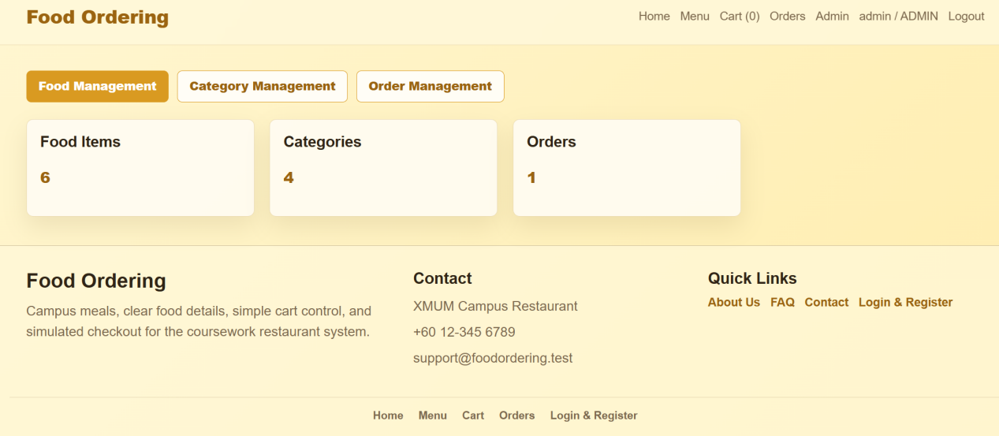 Food Ordering
Home Menu Cart (0) Orders Admin admin / ADMIN Logout
Food Management Category Management Order Management
Food Items
6
Categories
4
Orders
1
Food Ordering
Campus meals, clear food details, simple cart control, and
simulated checkout for the coursework restaurant system.
Contact
XMUM Campus Restaurant
+60 12-345 6789
support@foodordering.test
Quick Links
About Us FAQ Contact Login & Register
Home Menu Cart Orders Login & Register